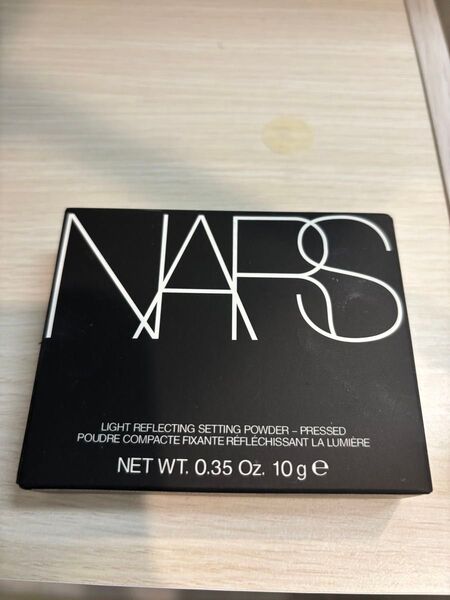 NARS
LIGHT REFLECTING SETTING POWDER – PRESSED
POUDRE COMPACTE FIXANTE RÉFLÉCHISSANT LA LUMIÈRE
NET WT. 0.35 Oz. 10 g ℮